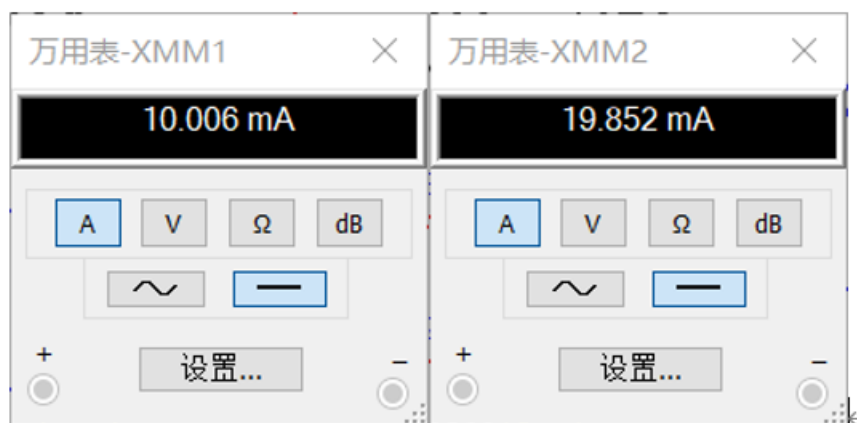 万用表-XMM1
10.006 mA
A V Ω dB
+ 设置... −
万用表-XMM2
19.852 mA
A V Ω dB
+ 设置... −